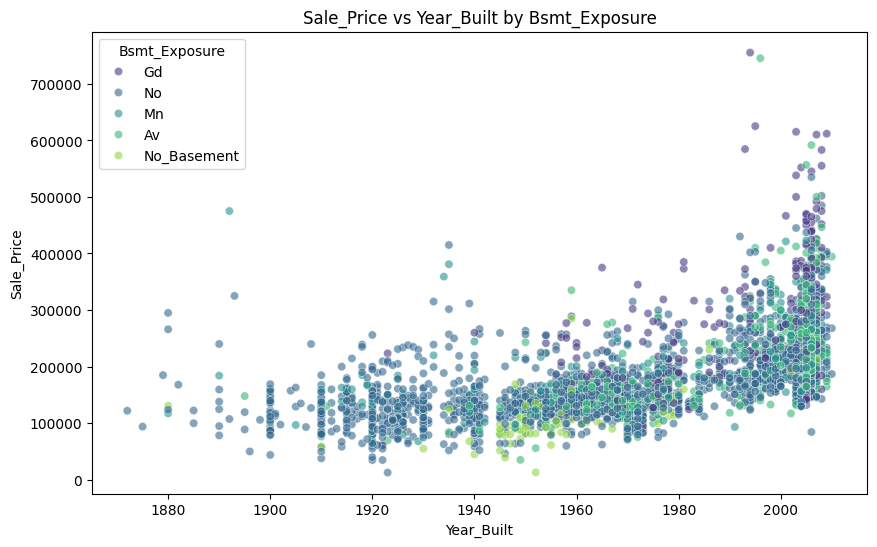 Sale_Price vs Year_Built by Bsmt_Exposure
Bsmt_Exposure
Gd
No
Mn
Av
No_Basement
Sale_Price
700000
600000
500000
400000
300000
200000
100000
0
1880 1900 1920 1940 1960 1980 2000
Year_Built